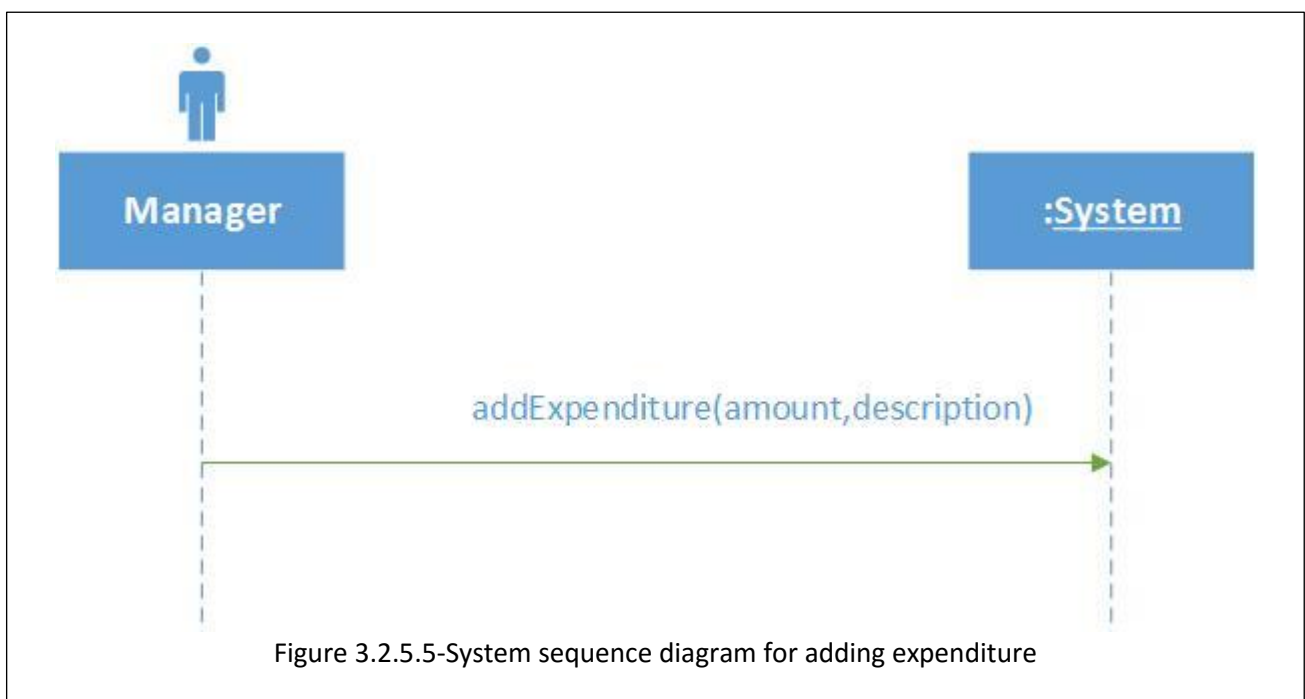 Manager
:System
addExpenditure(amount,description)
Figure 3.2.5.5-System sequence diagram for adding expenditure